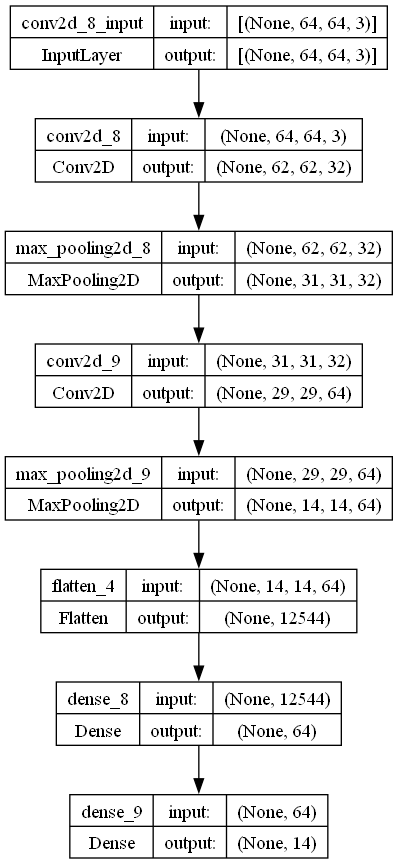 conv2d_8_input input: [(None, 64, 64, 3)]
InputLayer output: [(None, 64, 64, 3)]
conv2d_8 input: (None, 64, 64, 3)
Conv2D output: (None, 62, 62, 32)
max_pooling2d_8 input: (None, 62, 62, 32)
MaxPooling2D output: (None, 31, 31, 32)
conv2d_9 input: (None, 31, 31, 32)
Conv2D output: (None, 29, 29, 64)
max_pooling2d_9 input: (None, 29, 29, 64)
MaxPooling2D output: (None, 14, 14, 64)
flatten_4 input: (None, 14, 14, 64)
Flatten output: (None, 12544)
dense_8 input: (None, 12544)
Dense output: (None, 64)
dense_9 input: (None, 64)
Dense output: (None, 14)